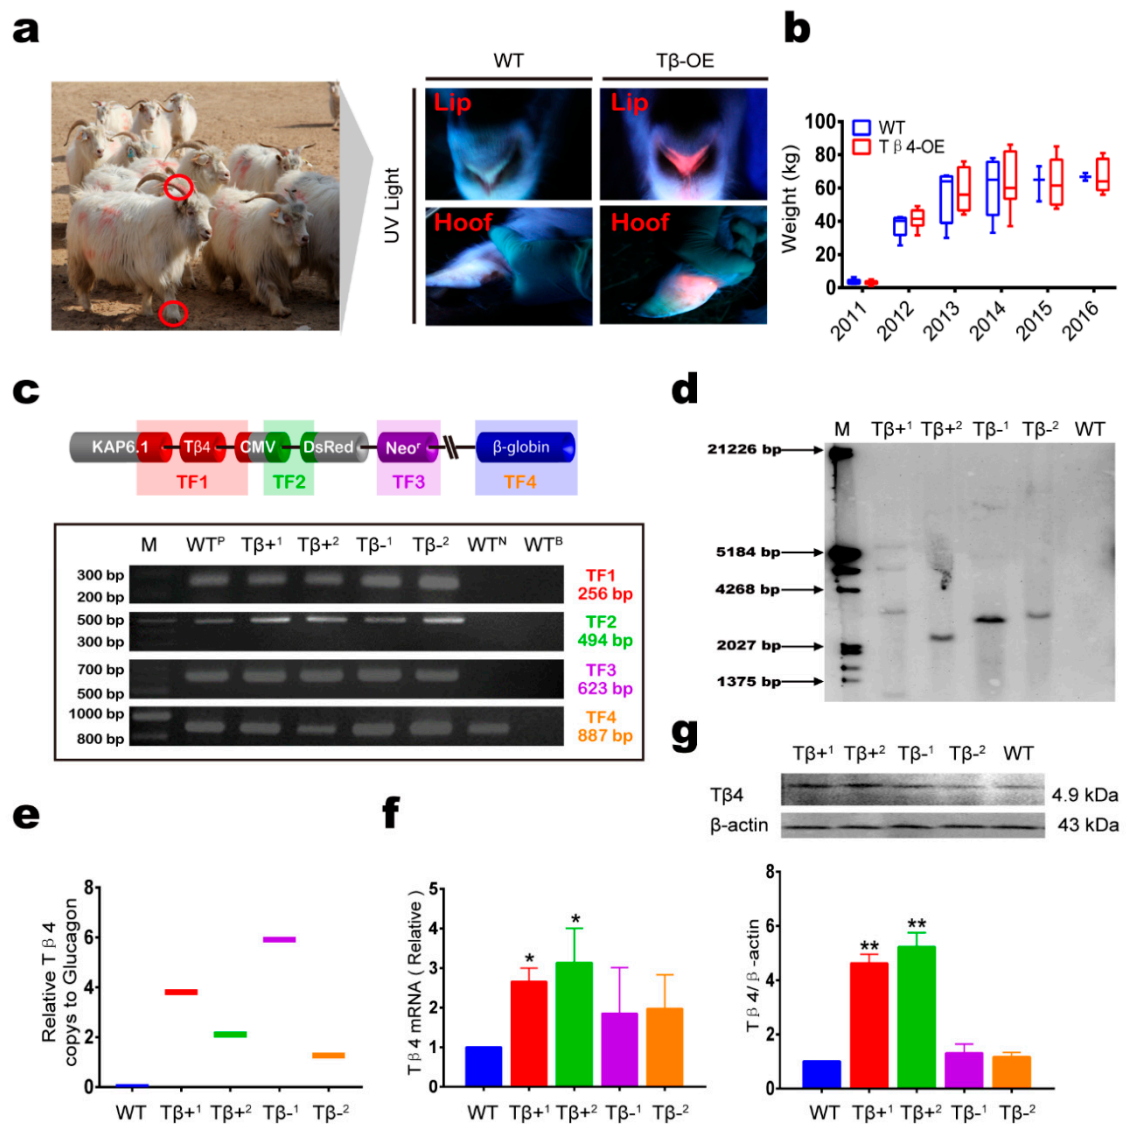 a
WT
Tβ-OE
UV Light
Lip
Lip
Hoof
Hoof
b
Weight (kg)
100
80
60
40
20
0
WT
Tβ4-OE
2011
2012
2013
2014
2015
2016
c
KAP6.1
Tβ4
CMV
DsRed
Neoʳ
β-globin
TF1
TF2
TF3
TF4
M WTᴾ Tβ+¹ Tβ+² Tβ-¹ Tβ-² WTᴺ WTᴮ
300 bp
200 bp
TF1
256 bp
500 bp
300 bp
TF2
494 bp
700 bp
500 bp
TF3
623 bp
1000 bp
800 bp
TF4
887 bp
d
M Tβ+¹ Tβ+² Tβ-¹ Tβ-² WT
21226 bp
5184 bp
4268 bp
2027 bp
1375 bp
e
Relative Tβ4
copys to Glucagon
8
6
4
2
0
WT Tβ+¹ Tβ+² Tβ-¹ Tβ-²
f
Tβ4 mRNA ( Relative )
5
4
3
2
1
0
*
*
WT Tβ+¹ Tβ+² Tβ-¹ Tβ-²
g
Tβ+¹ Tβ+² Tβ-¹ Tβ-² WT
Tβ4
4.9 kDa
β-actin
43 kDa
Tβ4/β-actin
8
6
4
2
0
**
**
WT Tβ+¹ Tβ+² Tβ-¹ Tβ-²